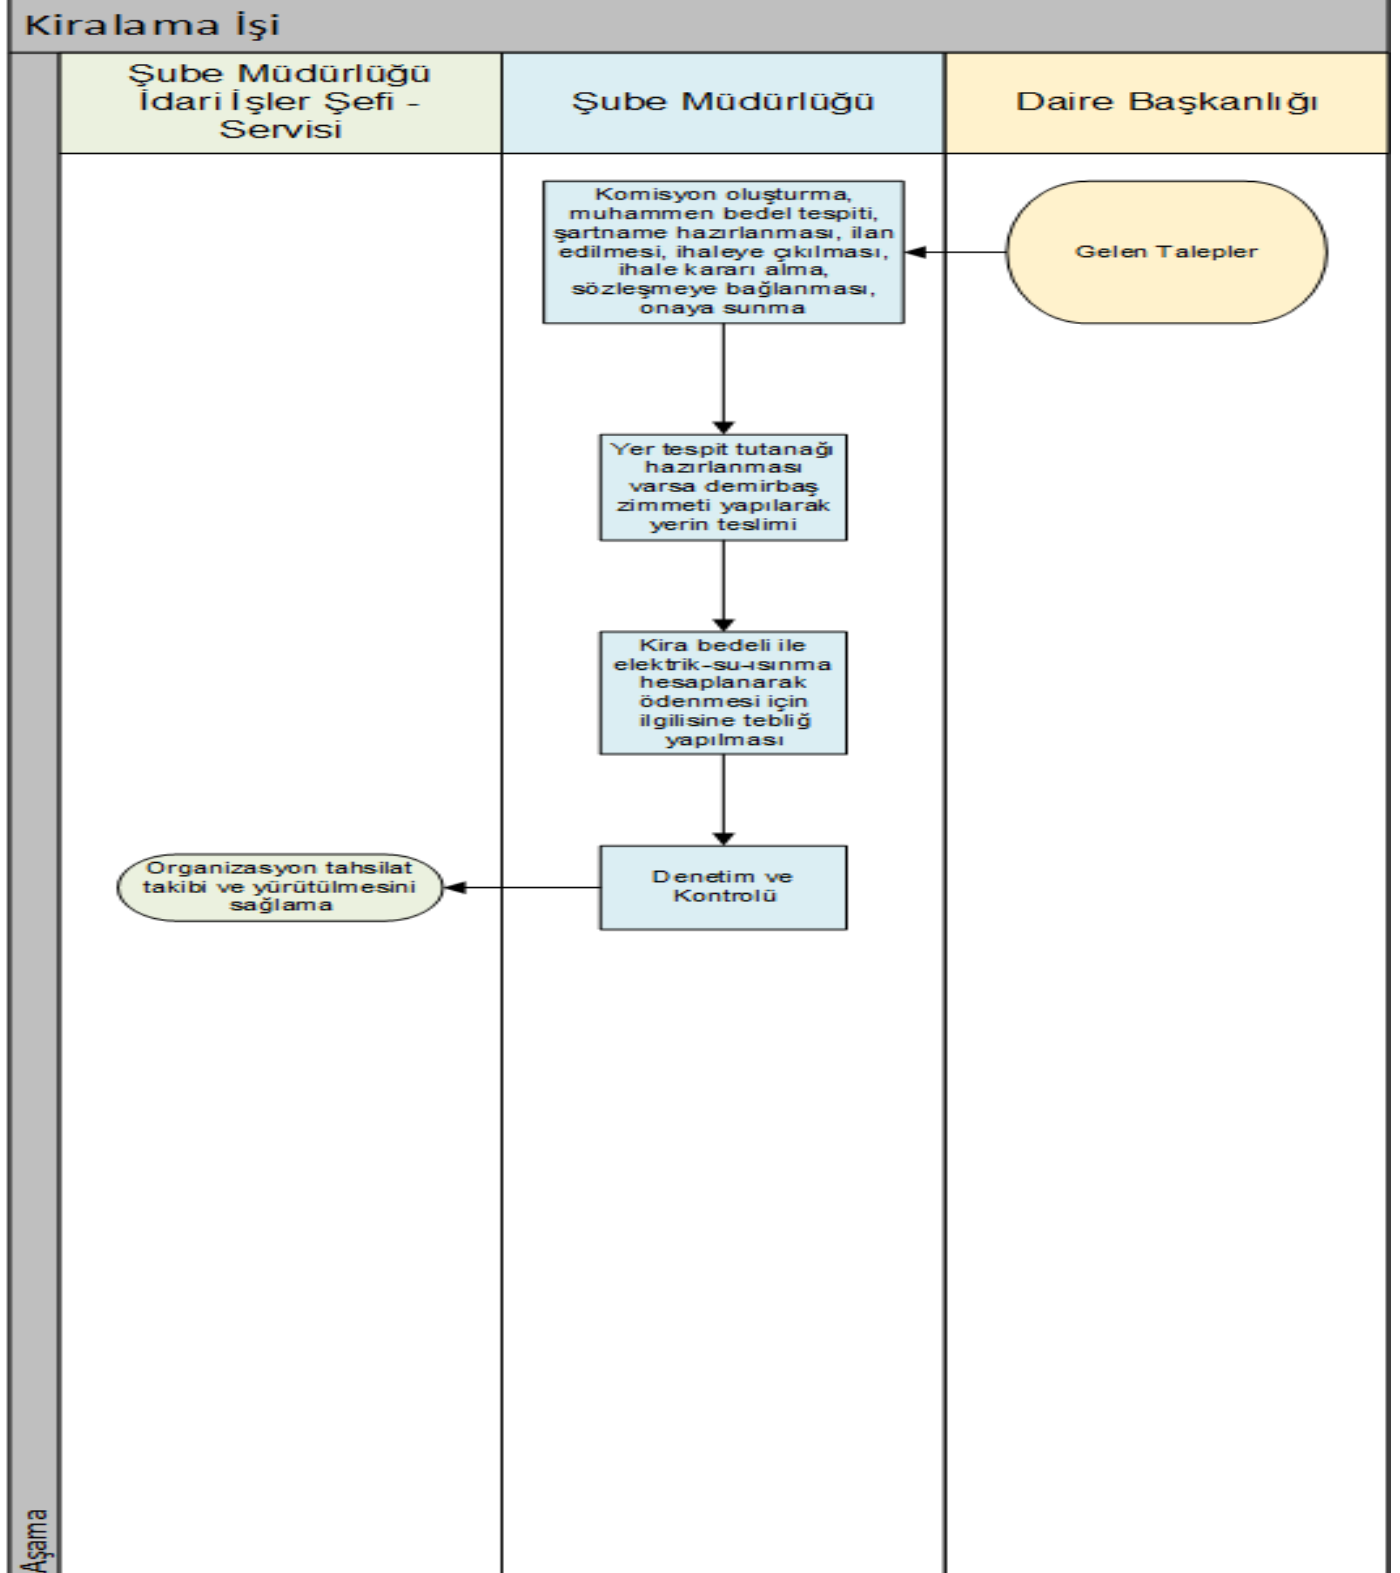 Kiralama İşi
Şube Müdürlüğü
İdari İşler Şefi -
Servisi
Şube Müdürlüğü
Daire Başkanlığı
Komisyon oluşturma,
muhammen bedel tespiti,
şartname hazırlanması, ilan
edilmesi, ihaleye çıkılması,
ihale kararı alma,
sözleşmeye bağlanması,
onaya sunma
Gelen Talepler
Yer tespit tutanağı
hazırlanması
varsa demirbaş
zimmeti yapılarak
yerin teslimi
Kira bedeli ile
elektrik-su-ısınma
hesaplanarak
ödenmesi için
ilgilisine tebliğ
yapılması
Organizasyon tahsilat
takibi ve yürütülmesini
sağlama
Denetim ve
Kontrolü
Aşama